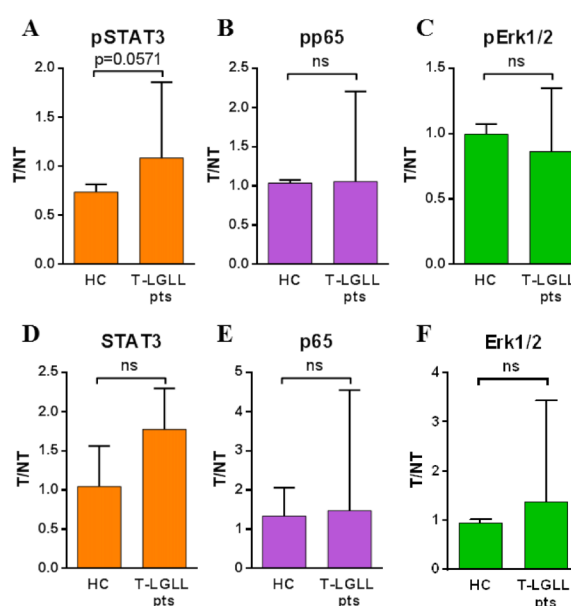 A
pSTAT3
p=0.0571
T/NT
2.0
1.5
1.0
0.5
0.0
HC
T-LGLL
pts
B
pp65
ns
T/NT
2.5
2.0
1.5
1.0
0.5
0.0
HC
T-LGLL
pts
C
pErk1/2
ns
T/NT
1.5
1.0
0.5
0.0
HC
T-LGLL
pts
D
STAT3
ns
T/NT
2.5
2.0
1.5
1.0
0.5
0.0
HC
T-LGLL
pts
E
p65
ns
T/NT
5
4
3
2
1
0
HC
T-LGLL
pts
F
Erk1/2
ns
T/NT
4
3
2
1
0
HC
T-LGLL
pts